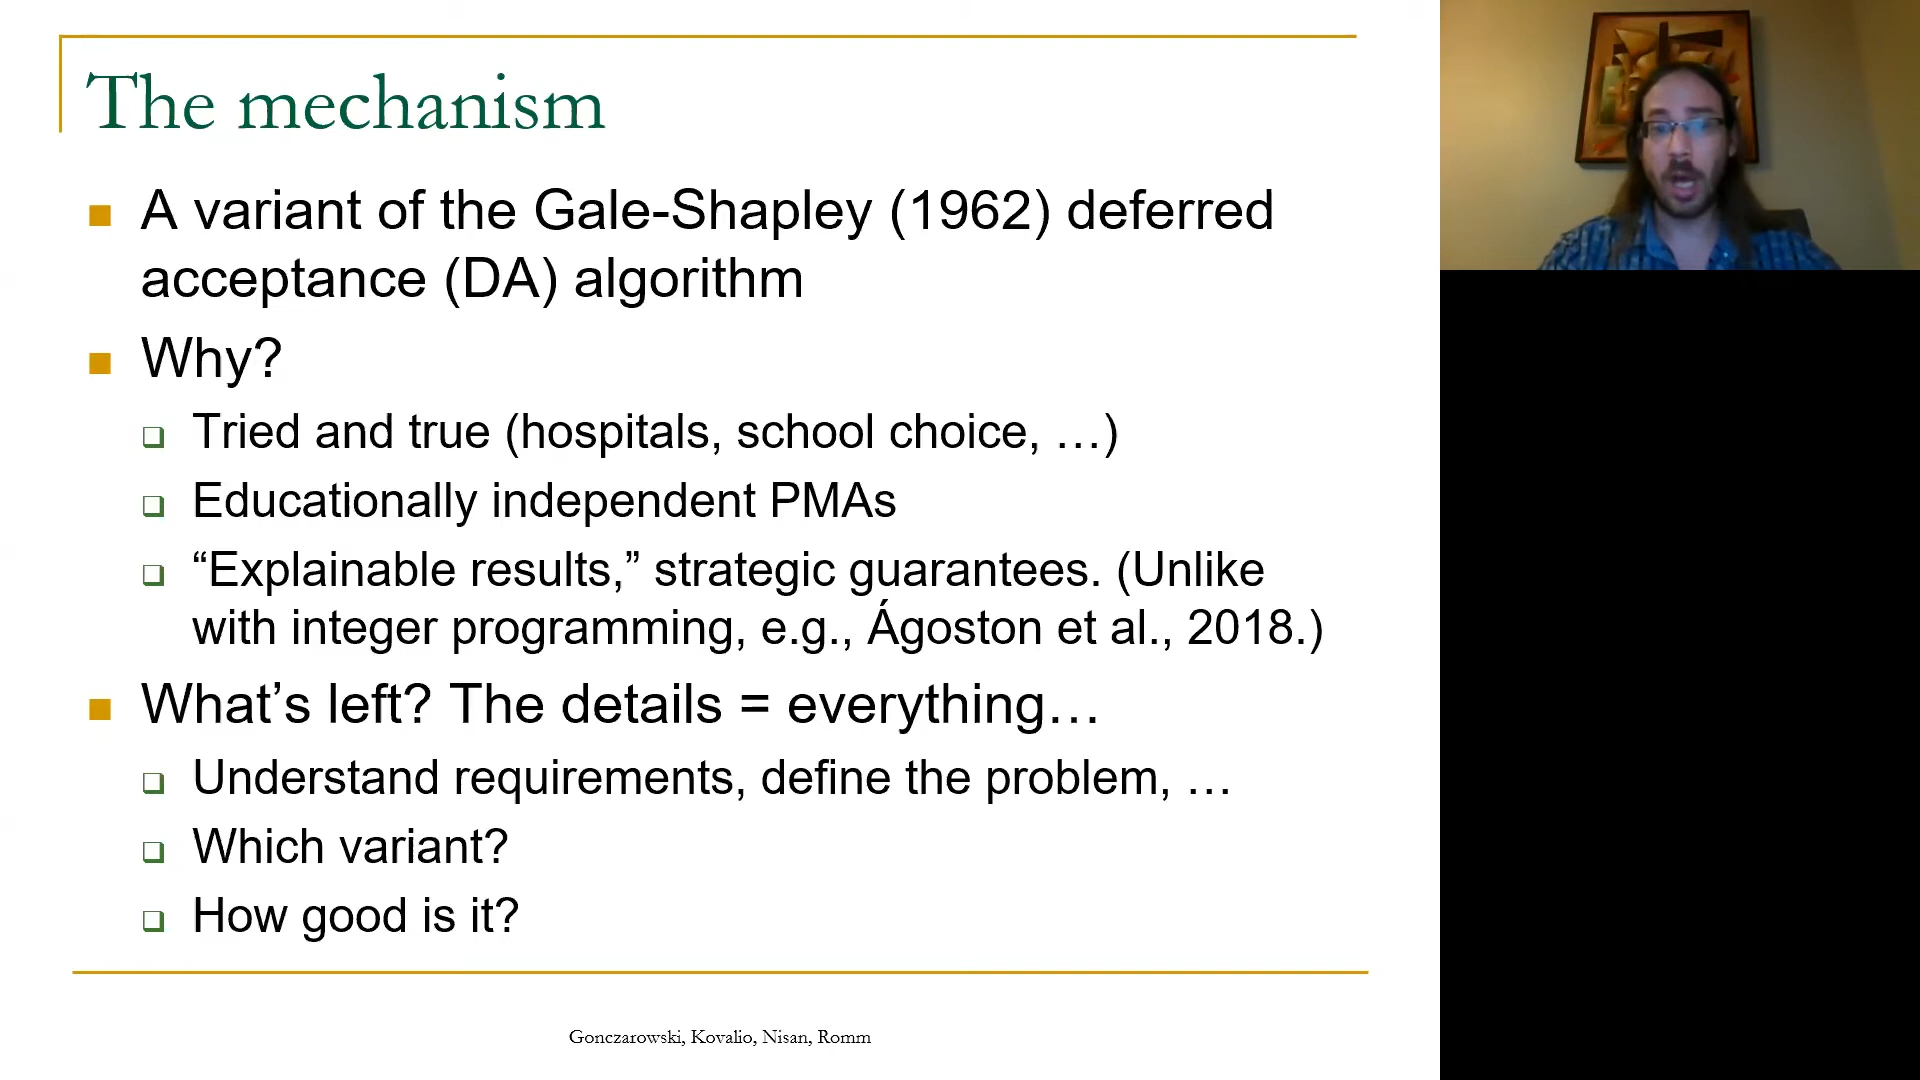 The mechanism
A variant of the Gale-Shapley (1962) deferred
acceptance (DA) algorithm
Why?
Tried and true (hospitals, school choice, …)
Educationally independent PMAs
“Explainable results,” strategic guarantees. (Unlike
with integer programming, e.g., Ágoston et al., 2018.)
What’s left? The details = everything…
Understand requirements, define the problem, …
Which variant?
How good is it?
Gonczarowski, Kovalio, Nisan, Romm